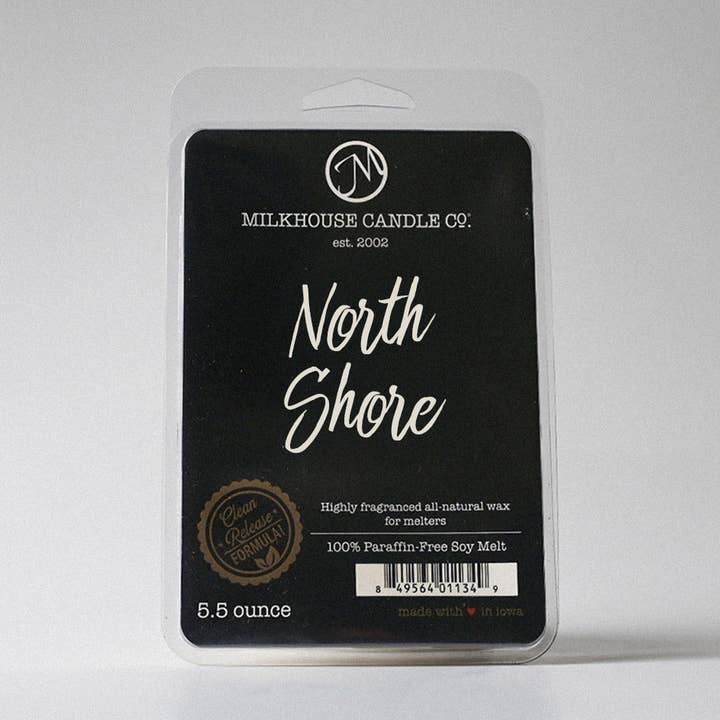 JM
MILKHOUSE CANDLE CO.®
est. 2002
North
Shore
Clean
Release
FORMULA!
Highly fragranced all-natural wax
for melters
100% Paraffin-Free Soy Melt
8 49564 01134 9
5.5 ounce
made with ♥ in iowa